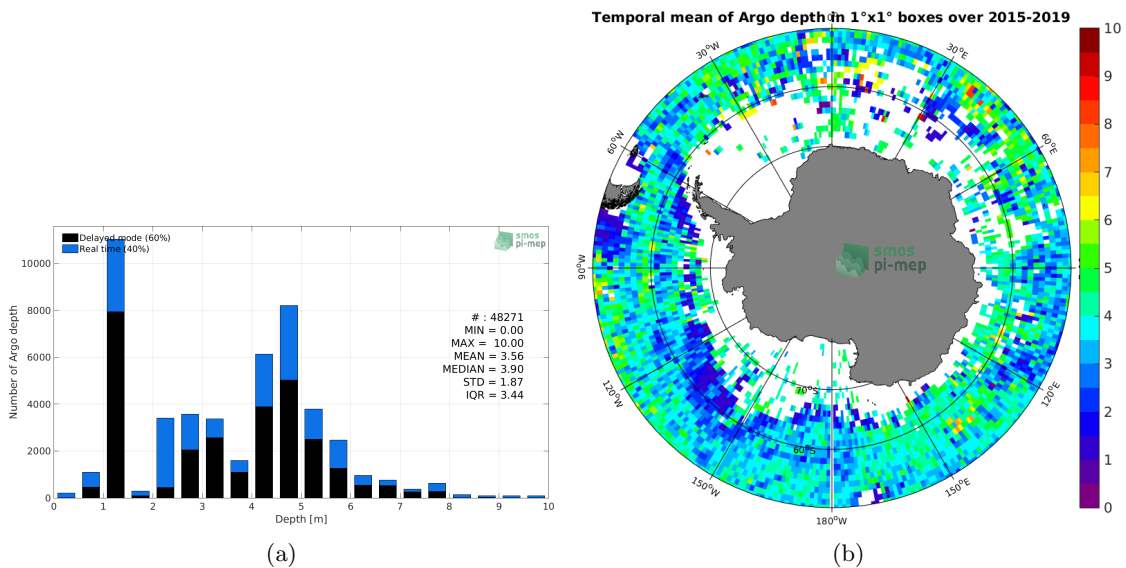 Delayed mode (60%)
Real time (40%)
smos
pi-mep
10000
8000
6000
4000
2000
0
Number of Argo depth
# : 48271
MIN = 0.00
MAX = 10.00
MEAN = 3.56
MEDIAN = 3.90
STD = 1.87
IQR = 3.44
0 1 2 3 4 5 6 7 8 9 10
Depth [m]
(a)
Temporal mean of Argo depth in 1°x1° boxes over 2015-2019
30°W
30°E
60°W
60°E
90°W
120°W
120°E
150°W
150°E
180°W
70°S
60°S
smos
pi-mep
10
9
8
7
6
5
4
3
2
1
0
(b)